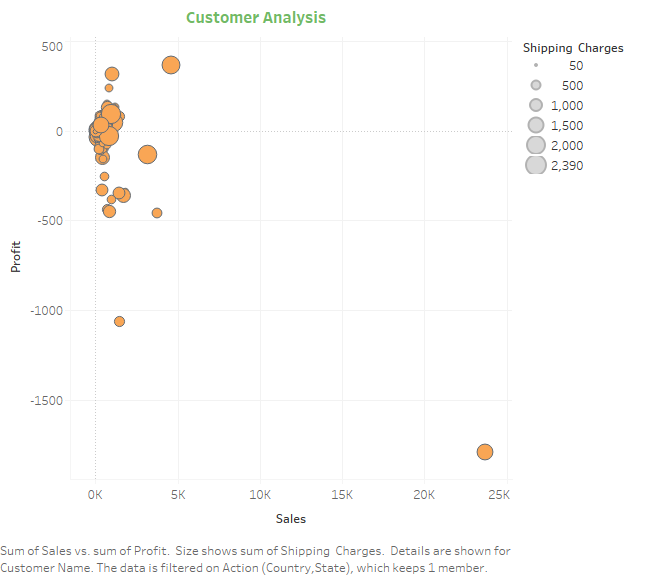 Customer Analysis
Shipping Charges
50
500
1,000
1,500
2,000
2,390
500
0
-500
-1000
-1500
Profit
0K 5K 10K 15K 20K 25K
Sales
Sum of Sales vs. sum of Profit. Size shows sum of Shipping Charges. Details are shown for
Customer Name. The data is filtered on Action (Country,State), which keeps 1 member.